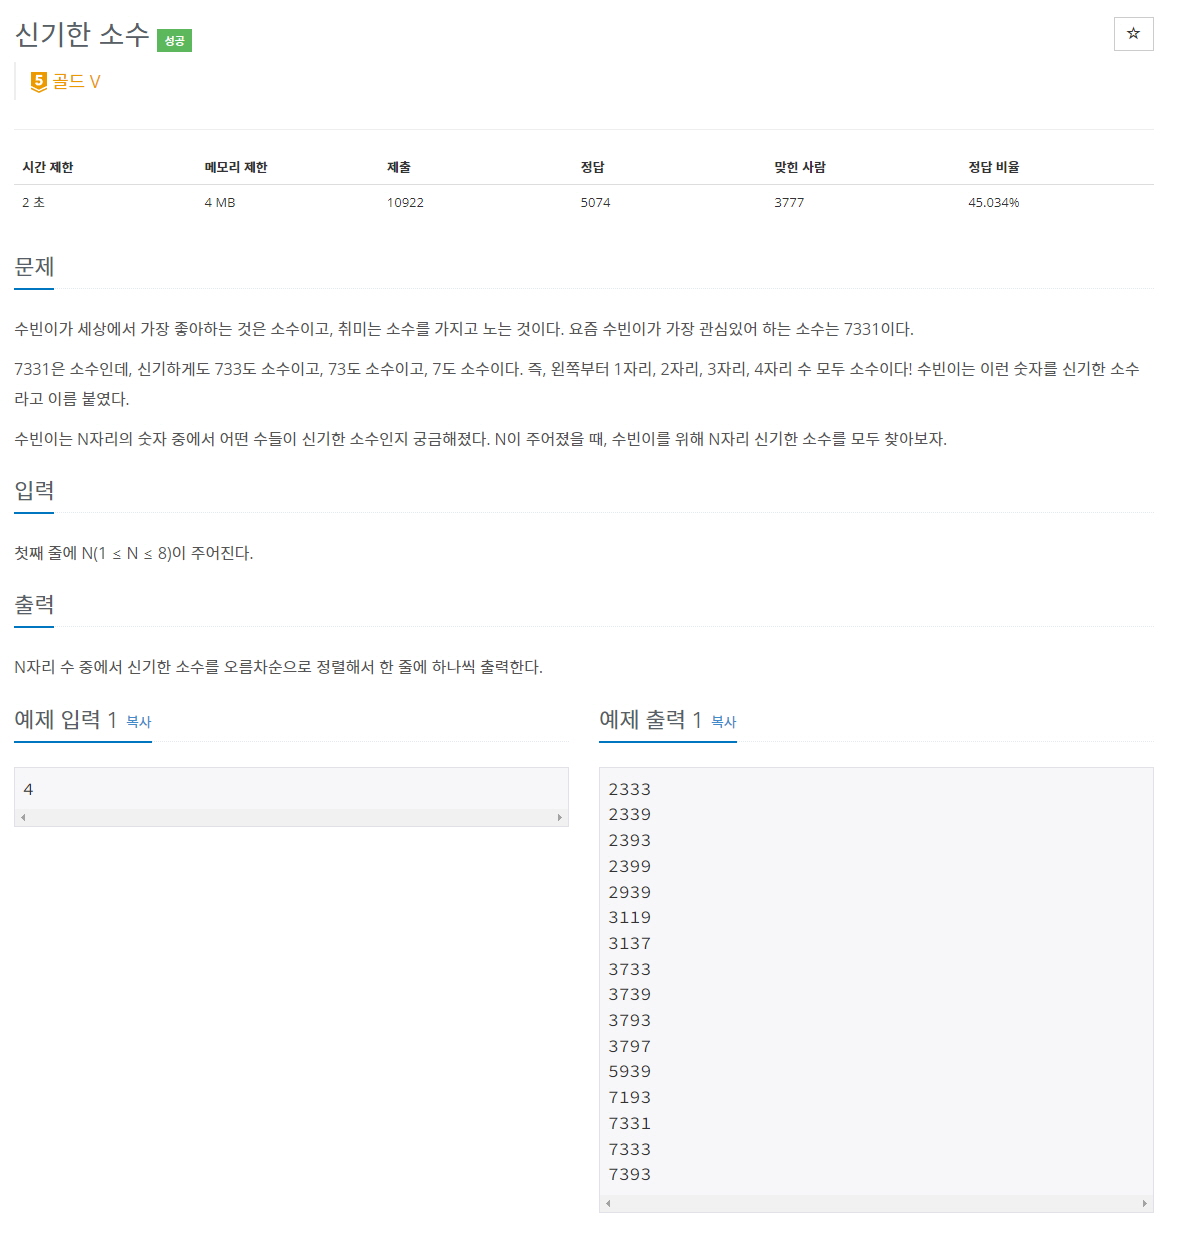 신기한 소수 성공
☆
5 골드 V
시간 제한 메모리 제한 제출 정답 맞힌 사람 정답 비율
2 초 4 MB 10922 5074 3777 45.034%
문제
수빈이가 세상에서 가장 좋아하는 것은 소수이고, 취미는 소수를 가지고 노는 것이다. 요즘 수빈이가 가장 관심있어 하는 소수는 7331이다.
7331은 소수인데, 신기하게도 733도 소수이고, 73도 소수이고, 7도 소수이다. 즉, 왼쪽부터 1자리, 2자리, 3자리, 4자리 수 모두 소수이다! 수빈이는 이런 숫자를 신기한 소수
라고 이름 붙였다.
수빈이는 N자리의 숫자 중에서 어떤 수들이 신기한 소수인지 궁금해졌다. N이 주어졌을 때, 수빈이를 위해 N자리 신기한 소수를 모두 찾아보자.
입력
첫째 줄에 N(1 ≤ N ≤ 8)이 주어진다.
출력
N자리 수 중에서 신기한 소수를 오름차순으로 정렬해서 한 줄에 하나씩 출력한다.
예제 입력 1 복사
4
예제 출력 1 복사
2333
2339
2393
2399
2939
3119
3137
3733
3739
3793
3797
5939
7193
7331
7333
7393